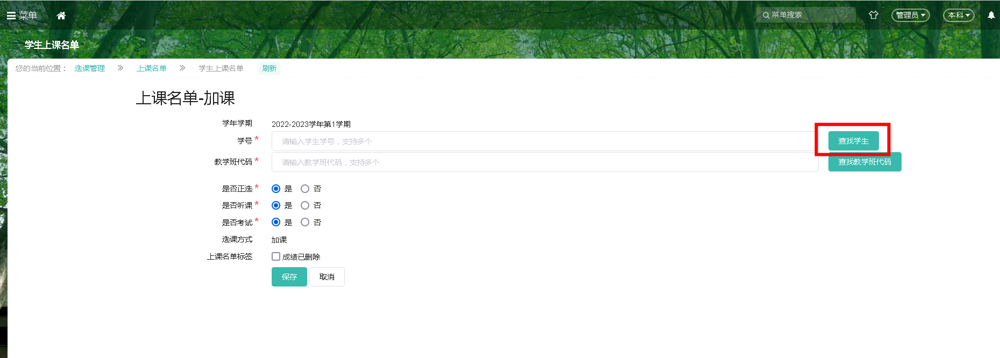 菜单
菜单搜索
管理员
本科
学生上课名单
您的当前位置：
选课管理
上课名单
学生上课名单
刷新
上课名单-加课
学年学期
2022-2023学年第1学期
学号 *
请输入学生学号，支持多个
查找学生
教学班代码 *
请输入教学班代码，支持多个
查找教学班代码
是否正选 * 是 否
是否听课 * 是 否
是否考试 * 是 否
选课方式 加课
上课名单标签 成绩已删除
保存 取消